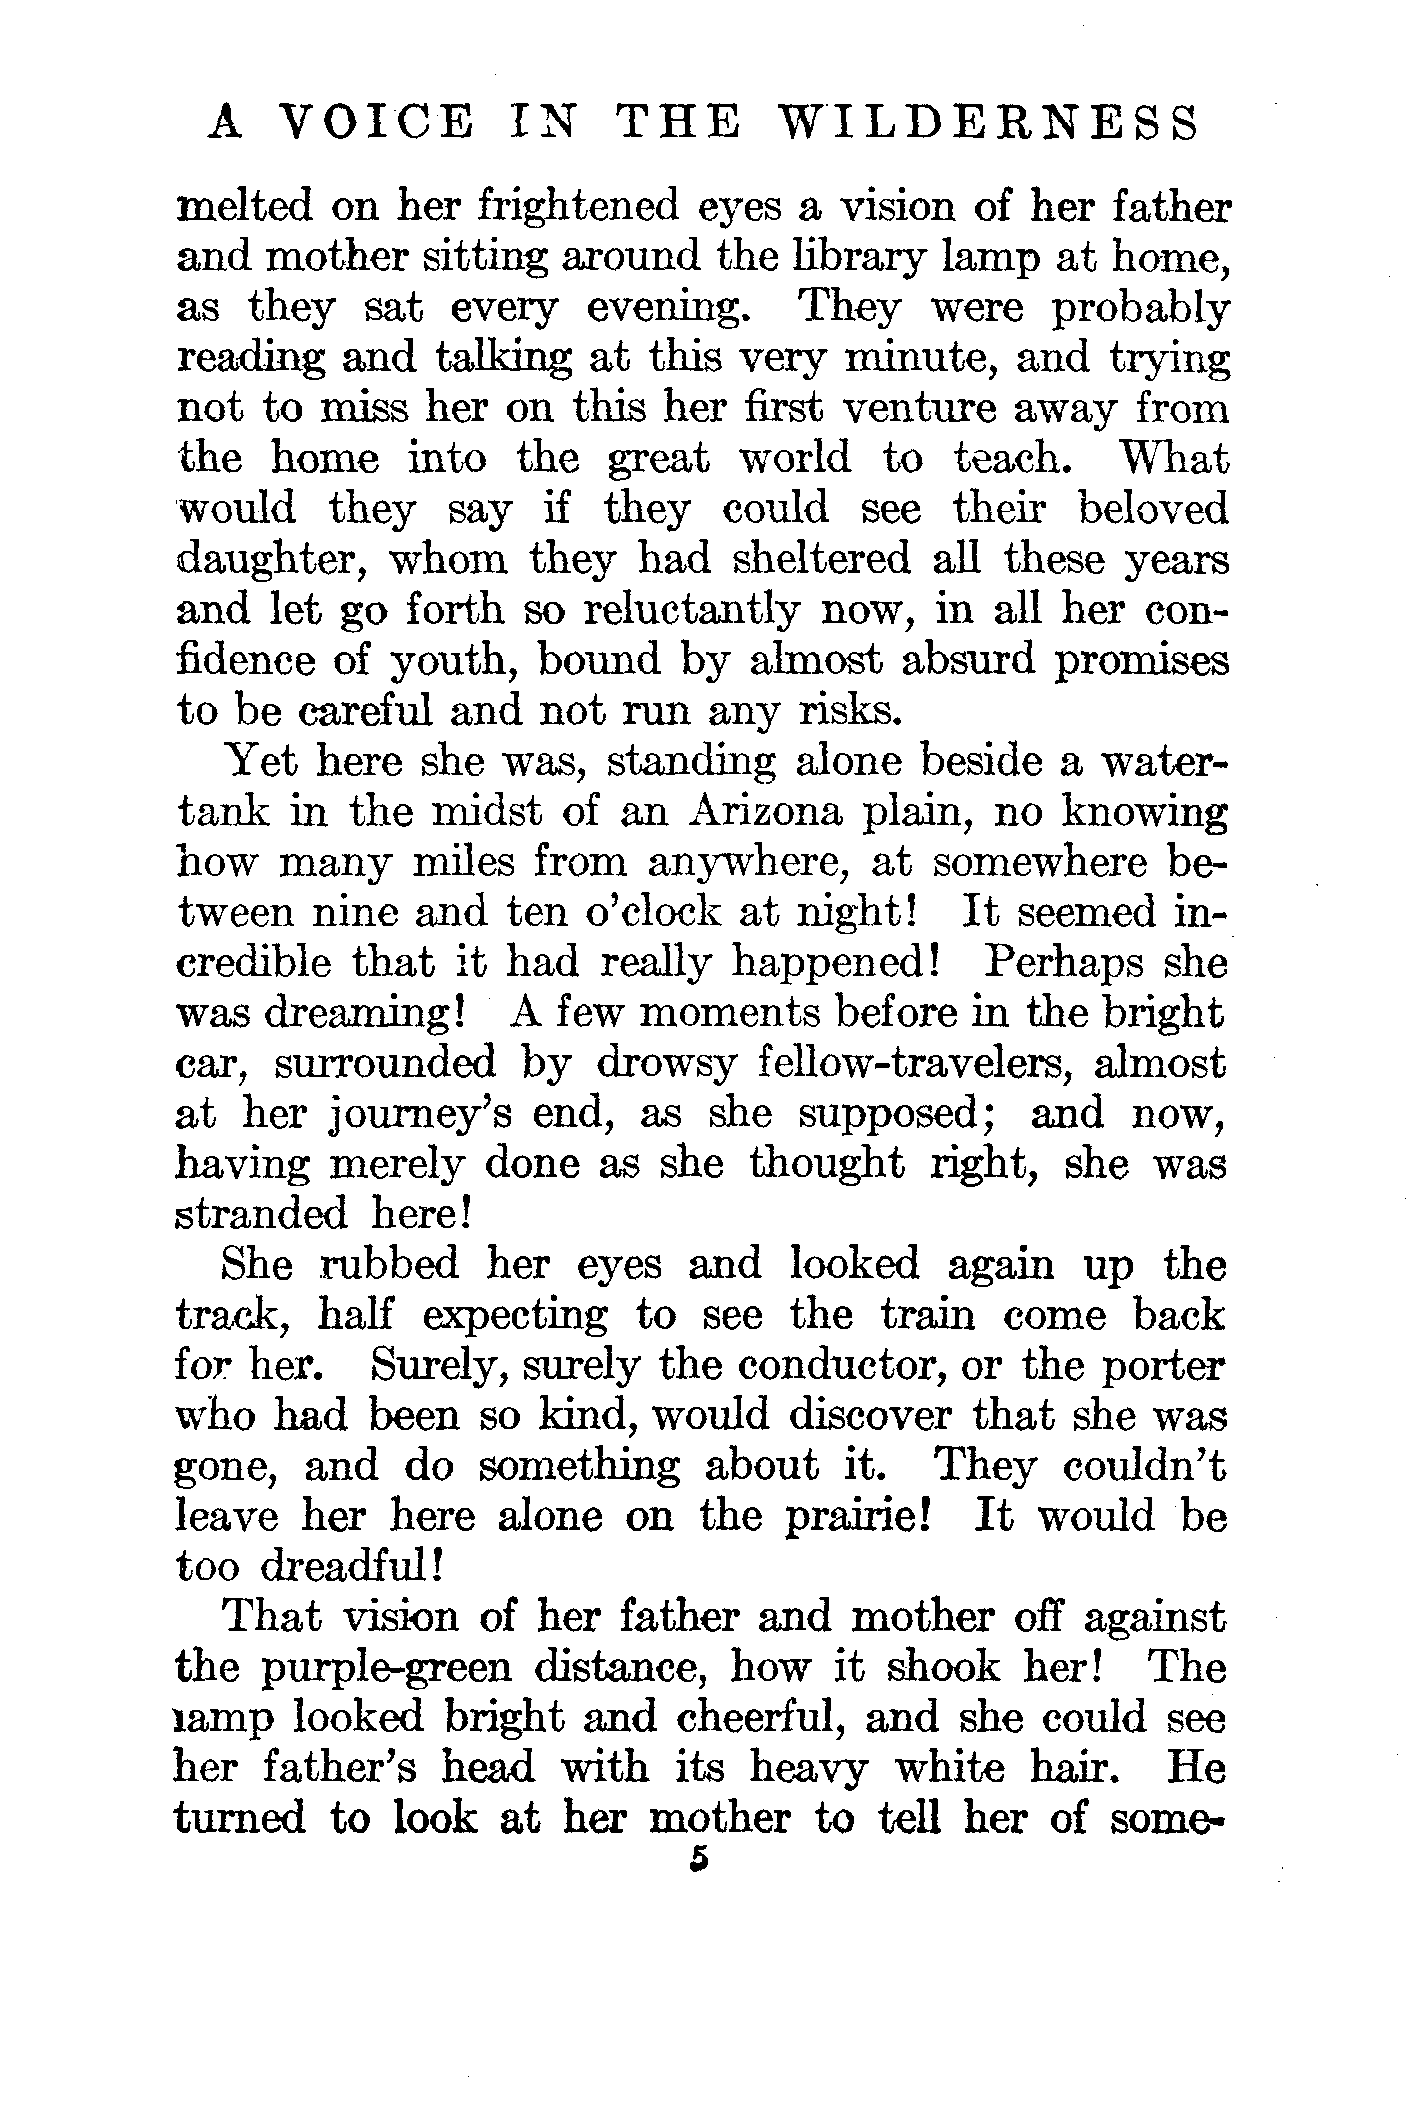 A VOICE IN THE WILDERNESS
melted on her frightened eyes a vision of her father
and mother sitting around the library lamp at home,
as they sat every evening. They were probably
reading and talking at this very minute, and trying
not to miss her on this her first venture away from
the home into the great world to teach. What
would they say if they could see their beloved
daughter, whom they had sheltered all these years
and let go forth so reluctantly now, in all her con-
fidence of youth, bound by almost absurd promises
to be careful and not run any risks.
Yet here she was, standing alone beside a water-
tank in the midst of an Arizona plain, no knowing
how many miles from anywhere, at somewhere be-
tween nine and ten o'clock at night! It seemed in-
credible that it had really happened! Perhaps she
was dreaming! A few moments before in the bright
car, surrounded by drowsy fellow-travelers, almost
at her journey's end, as she supposed; and now,
having merely done as she thought right, she was
stranded here!
She rubbed her eyes and looked again up the
track, half expecting to see the train come back
for her. Surely, surely the conductor, or the porter
who had been so kind, would discover that she was
gone, and do something about it. They couldn't
leave her here alone on the prairie! It would be
too dreadful!
That vision of her father and mother off against
the purple-green distance, how it shook her! The
lamp looked bright and cheerful, and she could see
her father's head with its heavy white hair. He
turned to look at her mother to tell her of some-
5